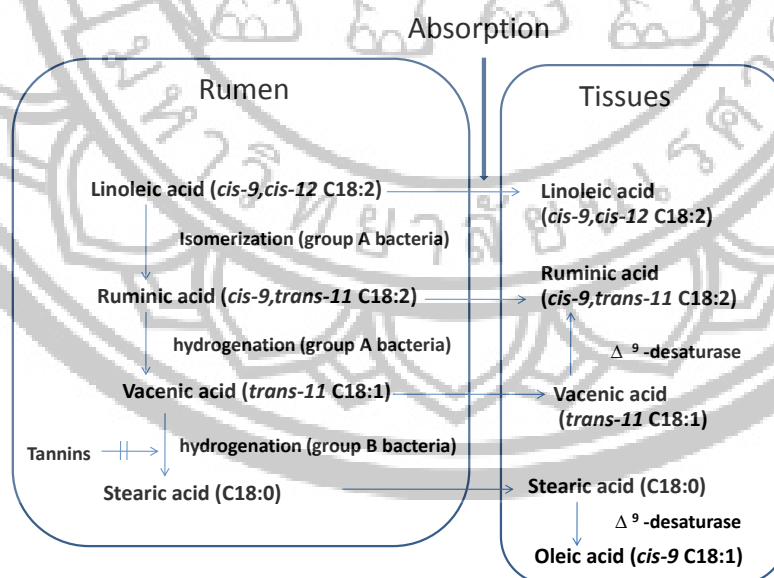 Absorption
Rumen
Tissues
Linoleic acid (cis-9,cis-12 C18:2)
Linoleic acid
(cis-9,cis-12 C18:2)
Isomerization (group A bacteria)
Ruminic acid (cis-9,trans-11 C18:2)
Ruminic acid
(cis-9,trans-11 C18:2)
hydrogenation (group A bacteria)
Δ 9 -desaturase
Vacenic acid (trans-11 C18:1)
Vacenic acid
(trans-11 C18:1)
Tannins
hydrogenation (group B bacteria)
Stearic acid (C18:0)
Stearic acid (C18:0)
Δ 9 -desaturase
Oleic acid (cis-9 C18:1)